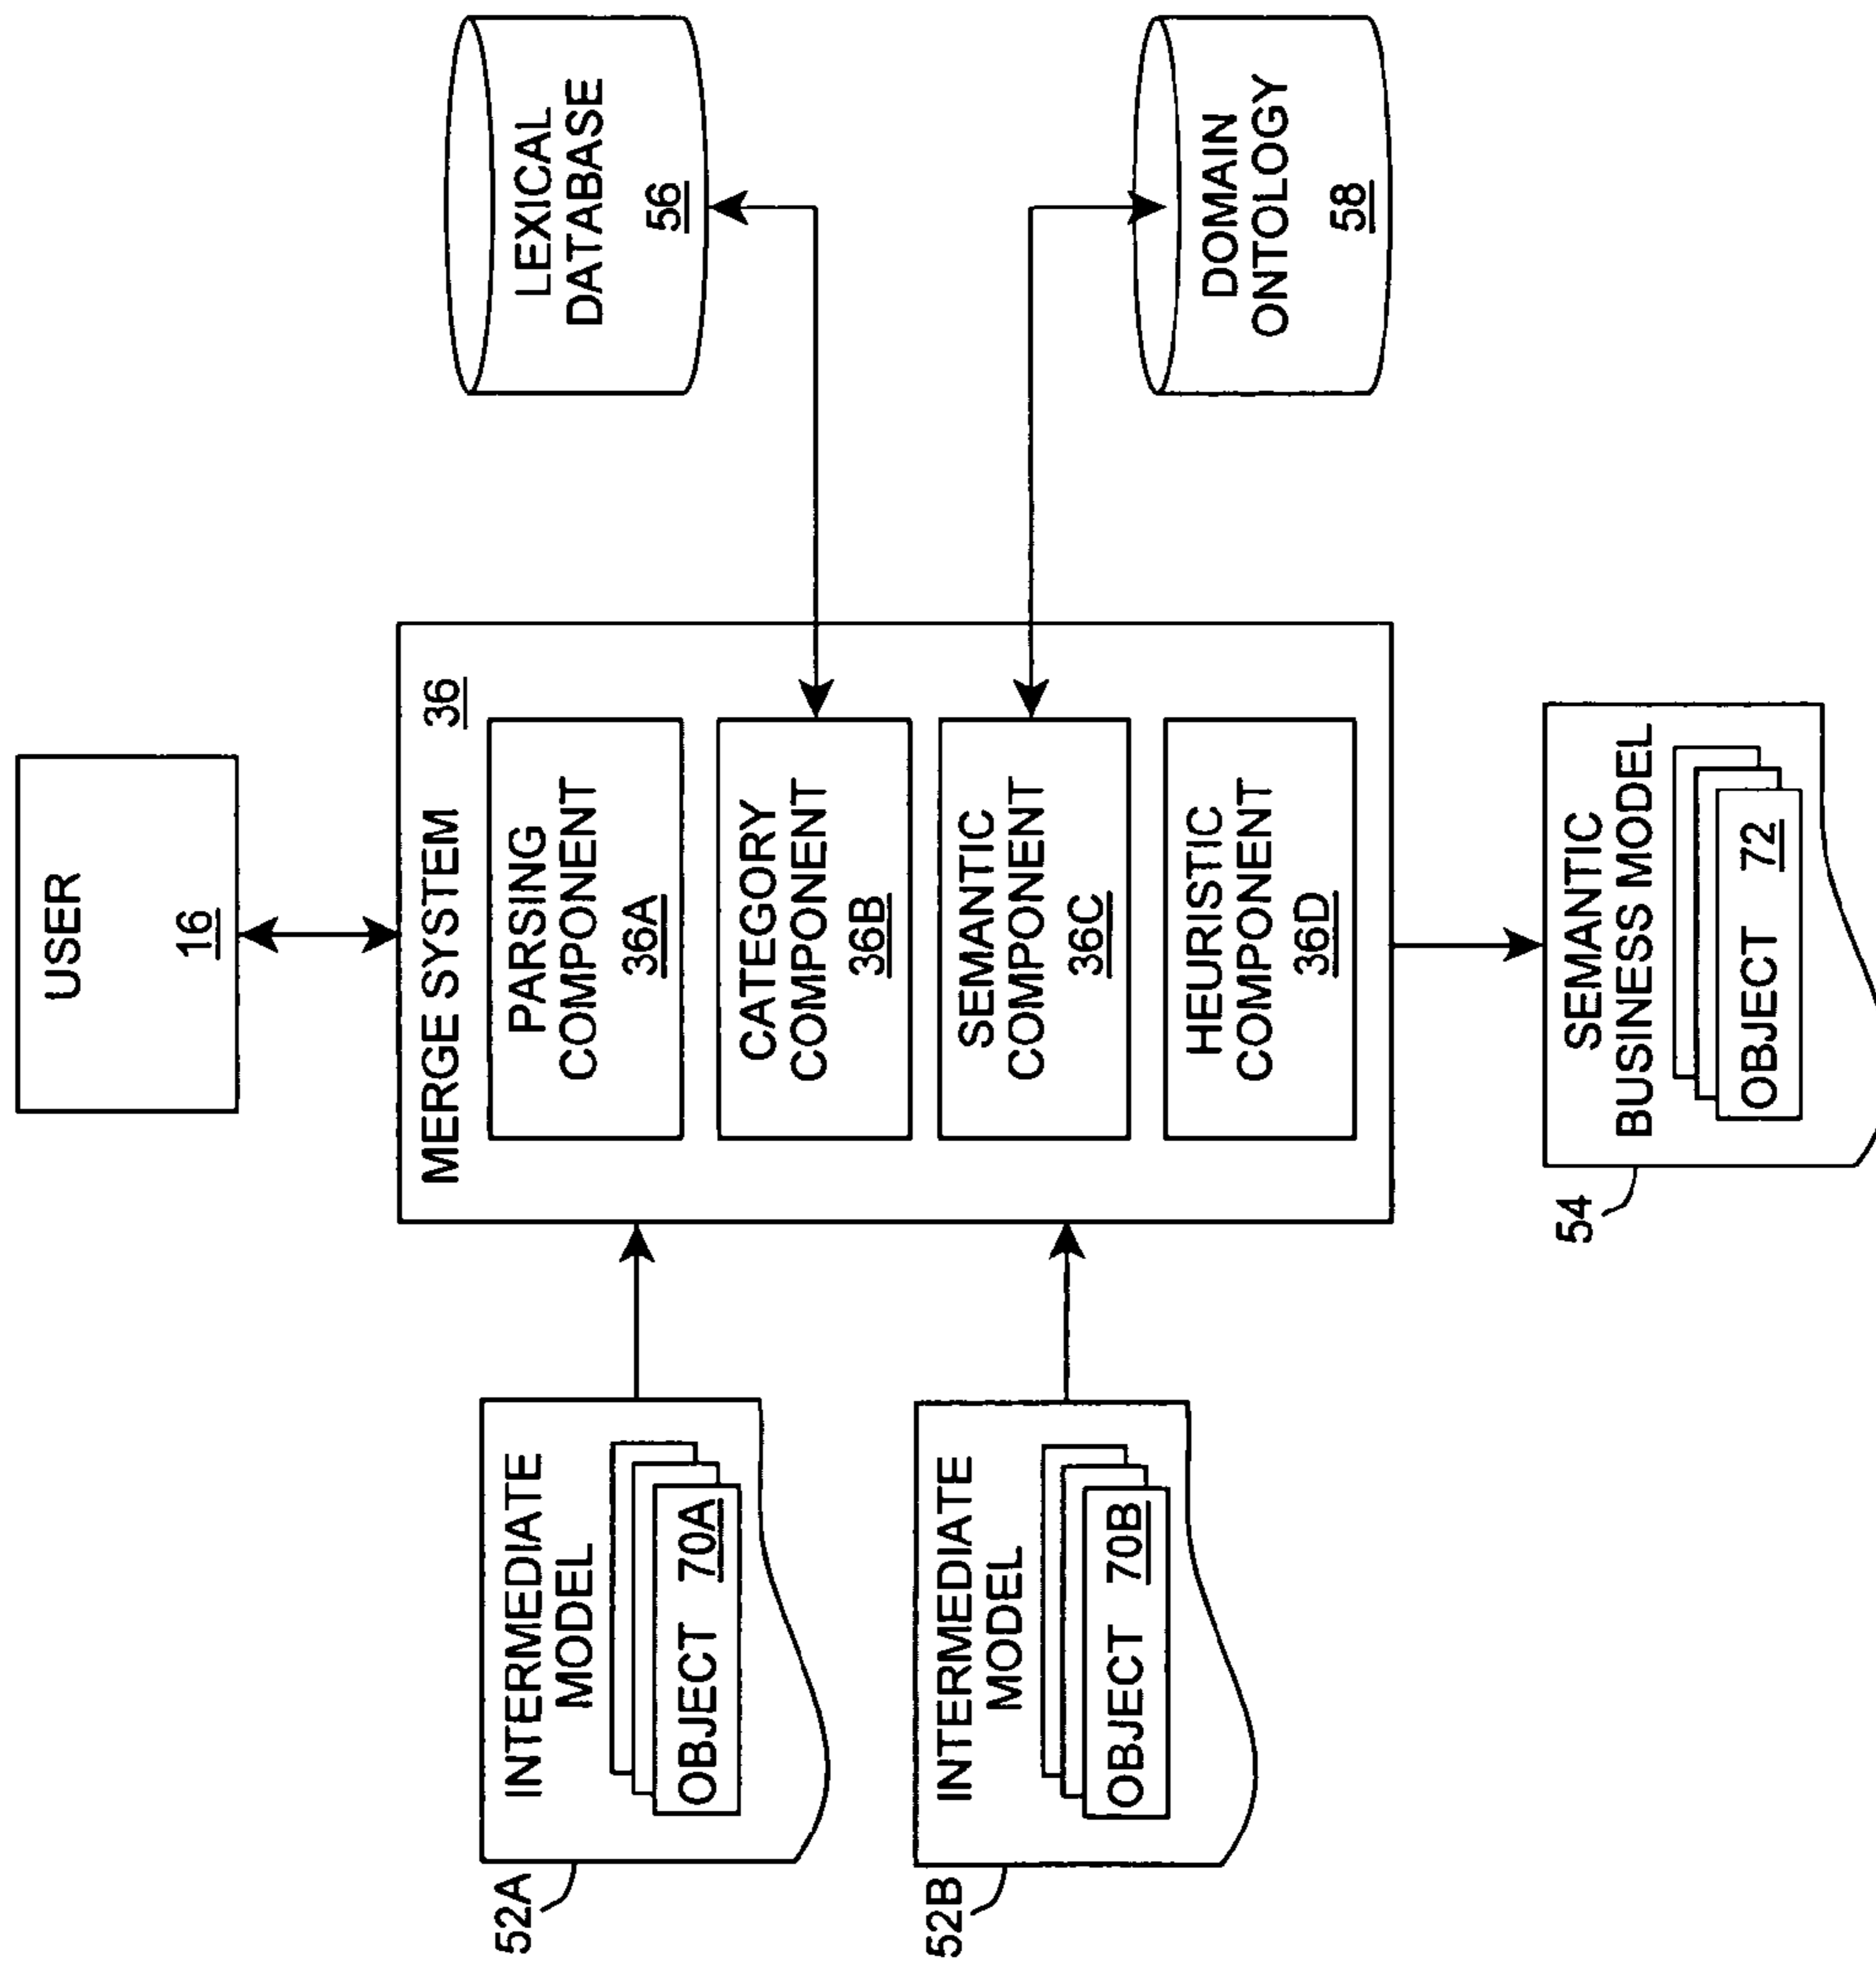 USER
16
MERGE SYSTEM 36
PARSING
COMPONENT
36A
CATEGORY
COMPONENT
36B
SEMANTIC
COMPONENT
36C
HEURISTIC
COMPONENT
36D
52A
INTERMEDIATE
MODEL
OBJECT 70A
52B
INTERMEDIATE
MODEL
OBJECT 70B
LEXICAL
DATABASE
56
DOMAIN
ONTOLOGY
58
54
SEMANTIC
BUSINESS MODEL
OBJECT 72